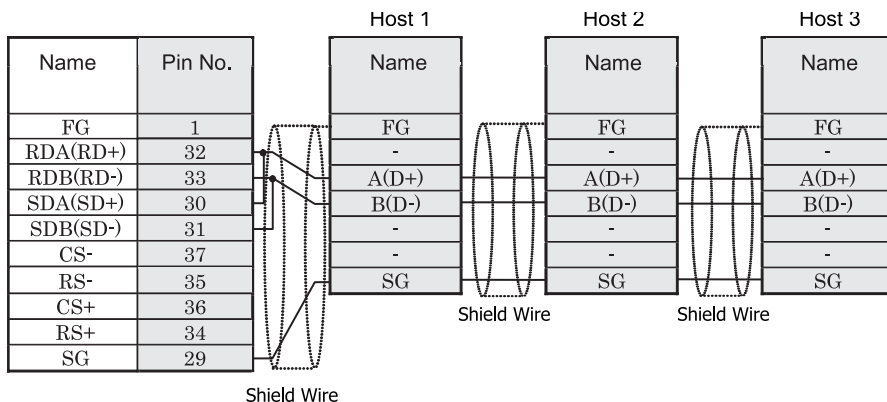 Host 1 Host 2 Host 3
Name Pin No. Name Name Name
FG 1 FG FG FG
RDA(RD+) 32 - - -
RDB(RD-) 33 A(D+) A(D+) A(D+)
SDA(SD+) 30 B(D-) B(D-) B(D-)
SDB(SD-) 31 - - -
CS- 37 - - -
RS- 35 SG SG SG
CS+ 36
Shield Wire Shield Wire
RS+ 34
SG 29
Shield Wire